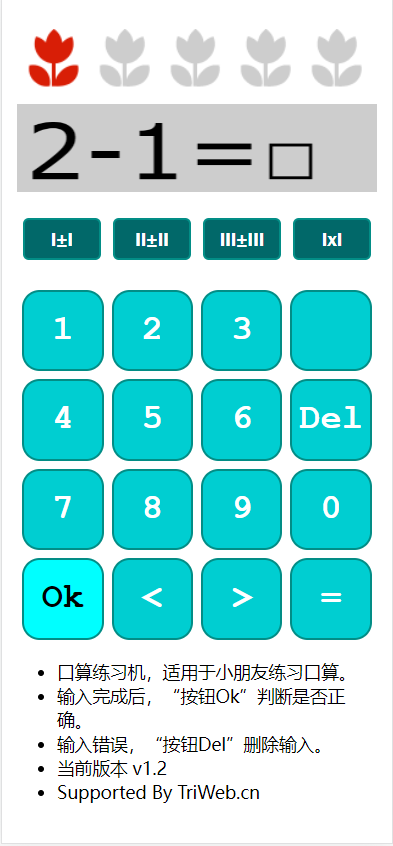 2-1=□
I±I II±II III±III IxI
1 2 3
4 5 6 Del
7 8 9 0
Ok < > =
口算练习机，适用于小朋友练习口算。
输入完成后，“按钮Ok”判断是否正
确。
输入错误，“按钮Del”删除输入。
当前版本 v1.2
Supported By TriWeb.cn